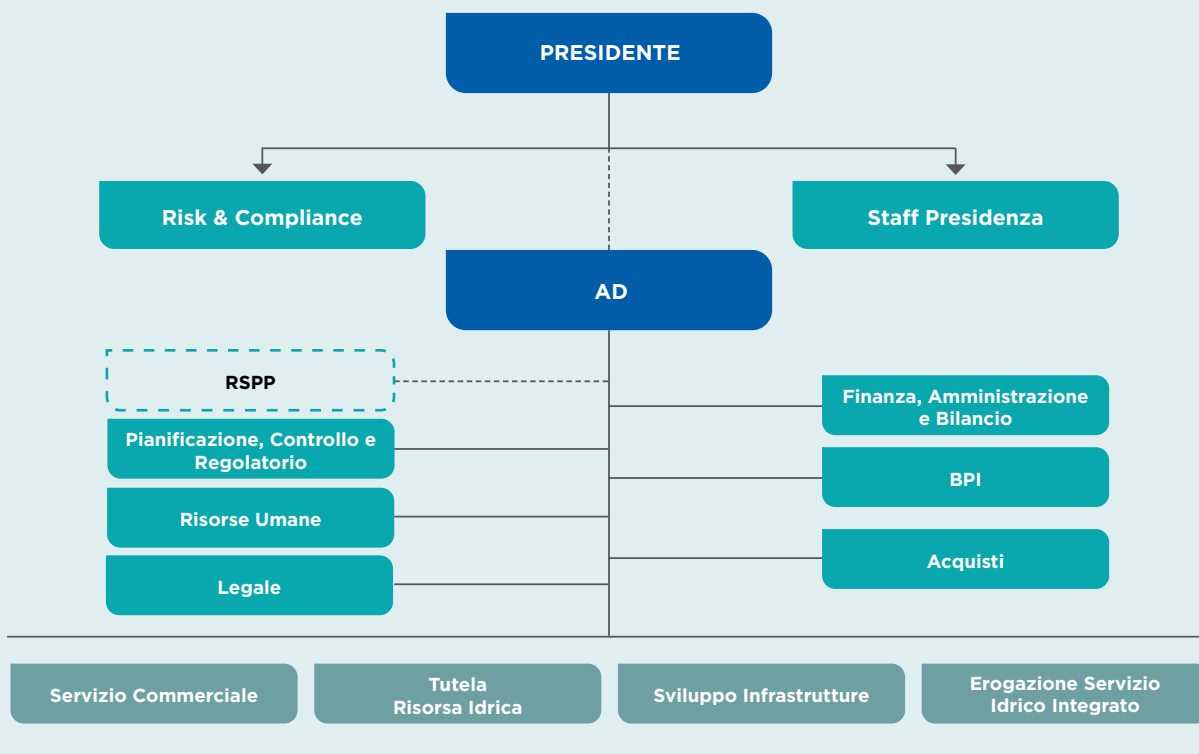 PRESIDENTE
Risk & Compliance
Staff Presidenza
AD
RSPP
Pianificazione, Controllo e
Regolatorio
Risorse Umane
Legale
Finanza, Amministrazione
e Bilancio
BPI
Acquisti
Servizio Commerciale
Tutela
Risorsa Idrica
Sviluppo Infrastrutture
Erogazione Servizio
Idrico Integrato